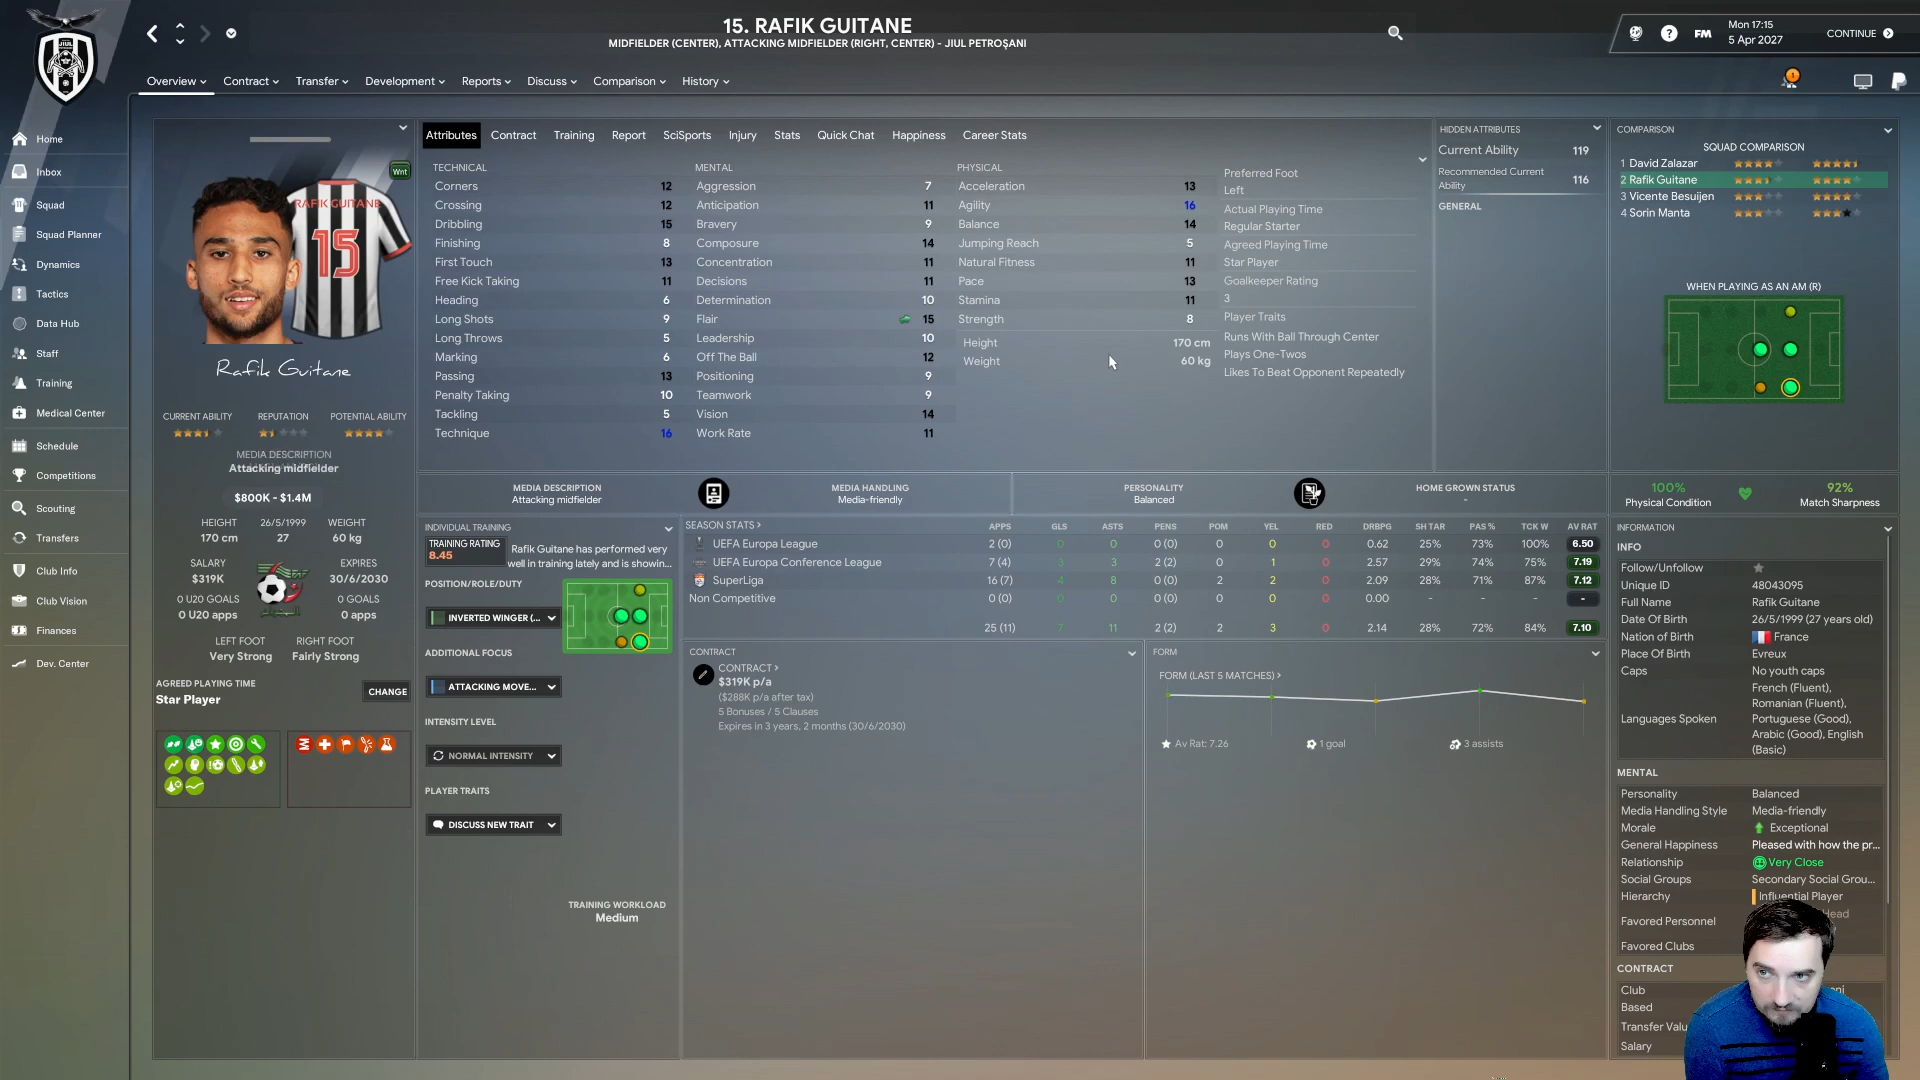 15. RAFIK GUITANE
MIDFIELDER (CENTER), ATTACKING MIDFIELDER (RIGHT, CENTER) - JIUL PETROȘANI
FM
Mon 17:15
5 Apr 2027
CONTINUE
JIUL
Overview
Contract
Transfer
Development
Reports
Discuss
Comparison
History
1
Home
Inbox
Squad
Squad Planner
Dynamics
Tactics
Data Hub
Staff
Training
Medical Center
Schedule
Competitions
Scouting
Transfers
Club Info
Club Vision
Finances
Dev. Center
Wnt
RAFIK GUITANE
15
Rafik Guitane
CURRENT ABILITY
REPUTATION
POTENTIAL ABILITY
MEDIA DESCRIPTION
Attacking midfielder
$800K - $1.4M
HEIGHT 26/5/1999 WEIGHT
170 cm 27 60 kg
SALARY EXPIRES
$319K 30/6/2030
0 U20 GOALS 0 GOALS
0 U20 apps 0 apps
LEFT FOOT RIGHT FOOT
Very Strong Fairly Strong
AGREED PLAYING TIME
Star Player
CHANGE
Attributes Contract Training Report SciSports Injury Stats Quick Chat Happiness Career Stats
TECHNICAL
Corners 12
Crossing 12
Dribbling 15
Finishing 8
First Touch 13
Free Kick Taking 11
Heading 6
Long Shots 9
Long Throws 5
Marking 6
Passing 13
Penalty Taking 10
Tackling 5
Technique 16
MENTAL
Aggression 7
Anticipation 11
Bravery 9
Composure 14
Concentration 11
Decisions 11
Determination 10
Flair 15
Leadership 10
Off The Ball 12
Positioning 9
Teamwork 9
Vision 14
Work Rate 11
PHYSICAL
Acceleration 13
Agility 16
Balance 14
Jumping Reach 5
Natural Fitness 11
Pace 13
Stamina 11
Strength 8
Height 170 cm
Weight 60 kg
Preferred Foot
Left
Actual Playing Time
Regular Starter
Agreed Playing Time
Star Player
Goalkeeper Rating
3
Player Traits
Runs With Ball Through Center
Plays One-Twos
Likes To Beat Opponent Repeatedly
HIDDEN ATTRIBUTES
Current Ability 119
Recommended Current Ability 116
GENERAL
COMPARISON
SQUAD COMPARISON
1 David Zalazar
2 Rafik Guitane
3 Vicente Besuijen
4 Sorin Manta
WHEN PLAYING AS AN AM (R)
MEDIA DESCRIPTION
Attacking midfielder
MEDIA HANDLING
Media-friendly
PERSONALITY
Balanced
HOME GROWN STATUS
-
100%
Physical Condition
92%
Match Sharpness
INDIVIDUAL TRAINING
TRAINING RATING
8.45
Rafik Guitane has performed very
well in training lately and is showin...
POSITION/ROLE/DUTY
INVERTED WINGER (...
ADDITIONAL FOCUS
ATTACKING MOVE...
INTENSITY LEVEL
NORMAL INTENSITY
PLAYER TRAITS
DISCUSS NEW TRAIT
TRAINING WORKLOAD
Medium
SEASON STATS > APPS GLS ASTS PENS POM YEL RED DRBPG SH TAR PAS % TCK W AV RAT
UEFA Europa League 2 (0) 0 0 0 (0) 0 0 0 0.62 25% 73% 100% 6.50
UEFA Europa Conference League 7 (4) 3 3 2 (2) 0 1 0 2.57 29% 74% 75% 7.19
SuperLiga 16 (7) 4 8 0 (0) 2 2 0 2.09 28% 71% 87% 7.12
Non Competitive 0 (0) 0 0 0 (0) 0 0 0 0.00 - - - -
25 (11) 7 11 2 (2) 2 3 0 2.14 28% 72% 84% 7.10
CONTRACT
CONTRACT >
$319K p/a
($288K p/a after tax)
5 Bonuses / 5 Clauses
Expires in 3 years, 2 months (30/6/2030)
FORM
FORM (LAST 5 MATCHES) >
Av Rat: 7.26
1 goal
3 assists
INFORMATION
INFO
Follow/Unfollow
Unique ID 48043095
Full Name Rafik Guitane
Date Of Birth 26/5/1999 (27 years old)
Nation of Birth France
Place Of Birth Evreux
Caps No youth caps
Languages Spoken French (Fluent),
Romanian (Fluent),
Portuguese (Good),
Arabic (Good), English
(Basic)
MENTAL
Personality Balanced
Media Handling Style Media-friendly
Morale Exceptional
General Happiness Pleased with how the pr...
Relationship Very Close
Social Groups Secondary Social Grou...
Hierarchy Influential Player
Favored Personnel Head
Favored Clubs
CONTRACT
Club
Based
Transfer Valu
Salary